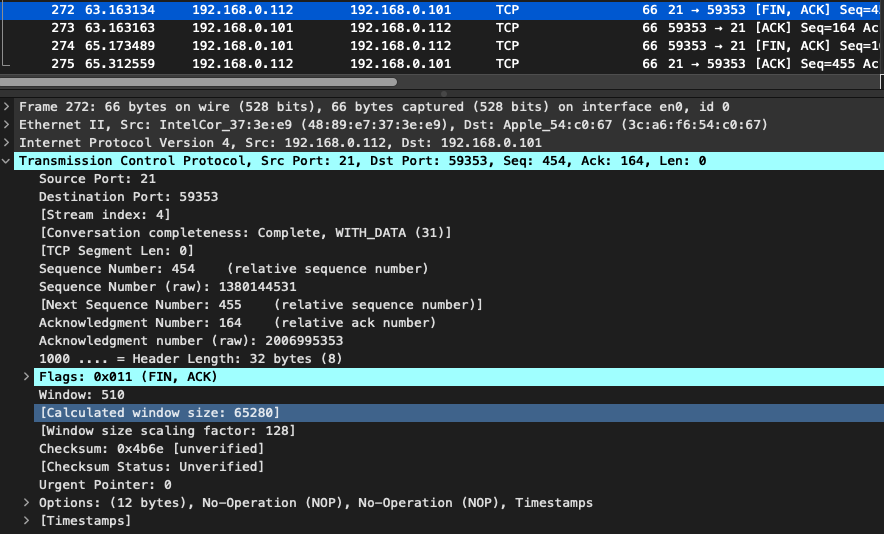 272 63.163134 192.168.0.112 192.168.0.101 TCP 66 21 → 59353 [FIN, ACK] Seq=4
273 63.163163 192.168.0.101 192.168.0.112 TCP 66 59353 → 21 [ACK] Seq=164 Ac
274 65.173489 192.168.0.101 192.168.0.112 TCP 66 59353 → 21 [FIN, ACK] Seq=1
275 65.312559 192.168.0.112 192.168.0.101 TCP 66 21 → 59353 [ACK] Seq=455 Ac
Frame 272: 66 bytes on wire (528 bits), 66 bytes captured (528 bits) on interface en0, id 0
Ethernet II, Src: IntelCor_37:3e:e9 (48:89:e7:37:3e:e9), Dst: Apple_54:c0:67 (3c:a6:f6:54:c0:67)
Internet Protocol Version 4, Src: 192.168.0.112, Dst: 192.168.0.101
Transmission Control Protocol, Src Port: 21, Dst Port: 59353, Seq: 454, Ack: 164, Len: 0
Source Port: 21
Destination Port: 59353
[Stream index: 4]
[Conversation completeness: Complete, WITH_DATA (31)]
[TCP Segment Len: 0]
Sequence Number: 454 (relative sequence number)
Sequence Number (raw): 1380144531
[Next Sequence Number: 455 (relative sequence number)]
Acknowledgment Number: 164 (relative ack number)
Acknowledgment number (raw): 2006995353
1000 .... = Header Length: 32 bytes (8)
Flags: 0x011 (FIN, ACK)
Window: 510
[Calculated window size: 65280]
[Window size scaling factor: 128]
Checksum: 0x4b6e [unverified]
[Checksum Status: Unverified]
Urgent Pointer: 0
Options: (12 bytes), No-Operation (NOP), No-Operation (NOP), Timestamps
[Timestamps]